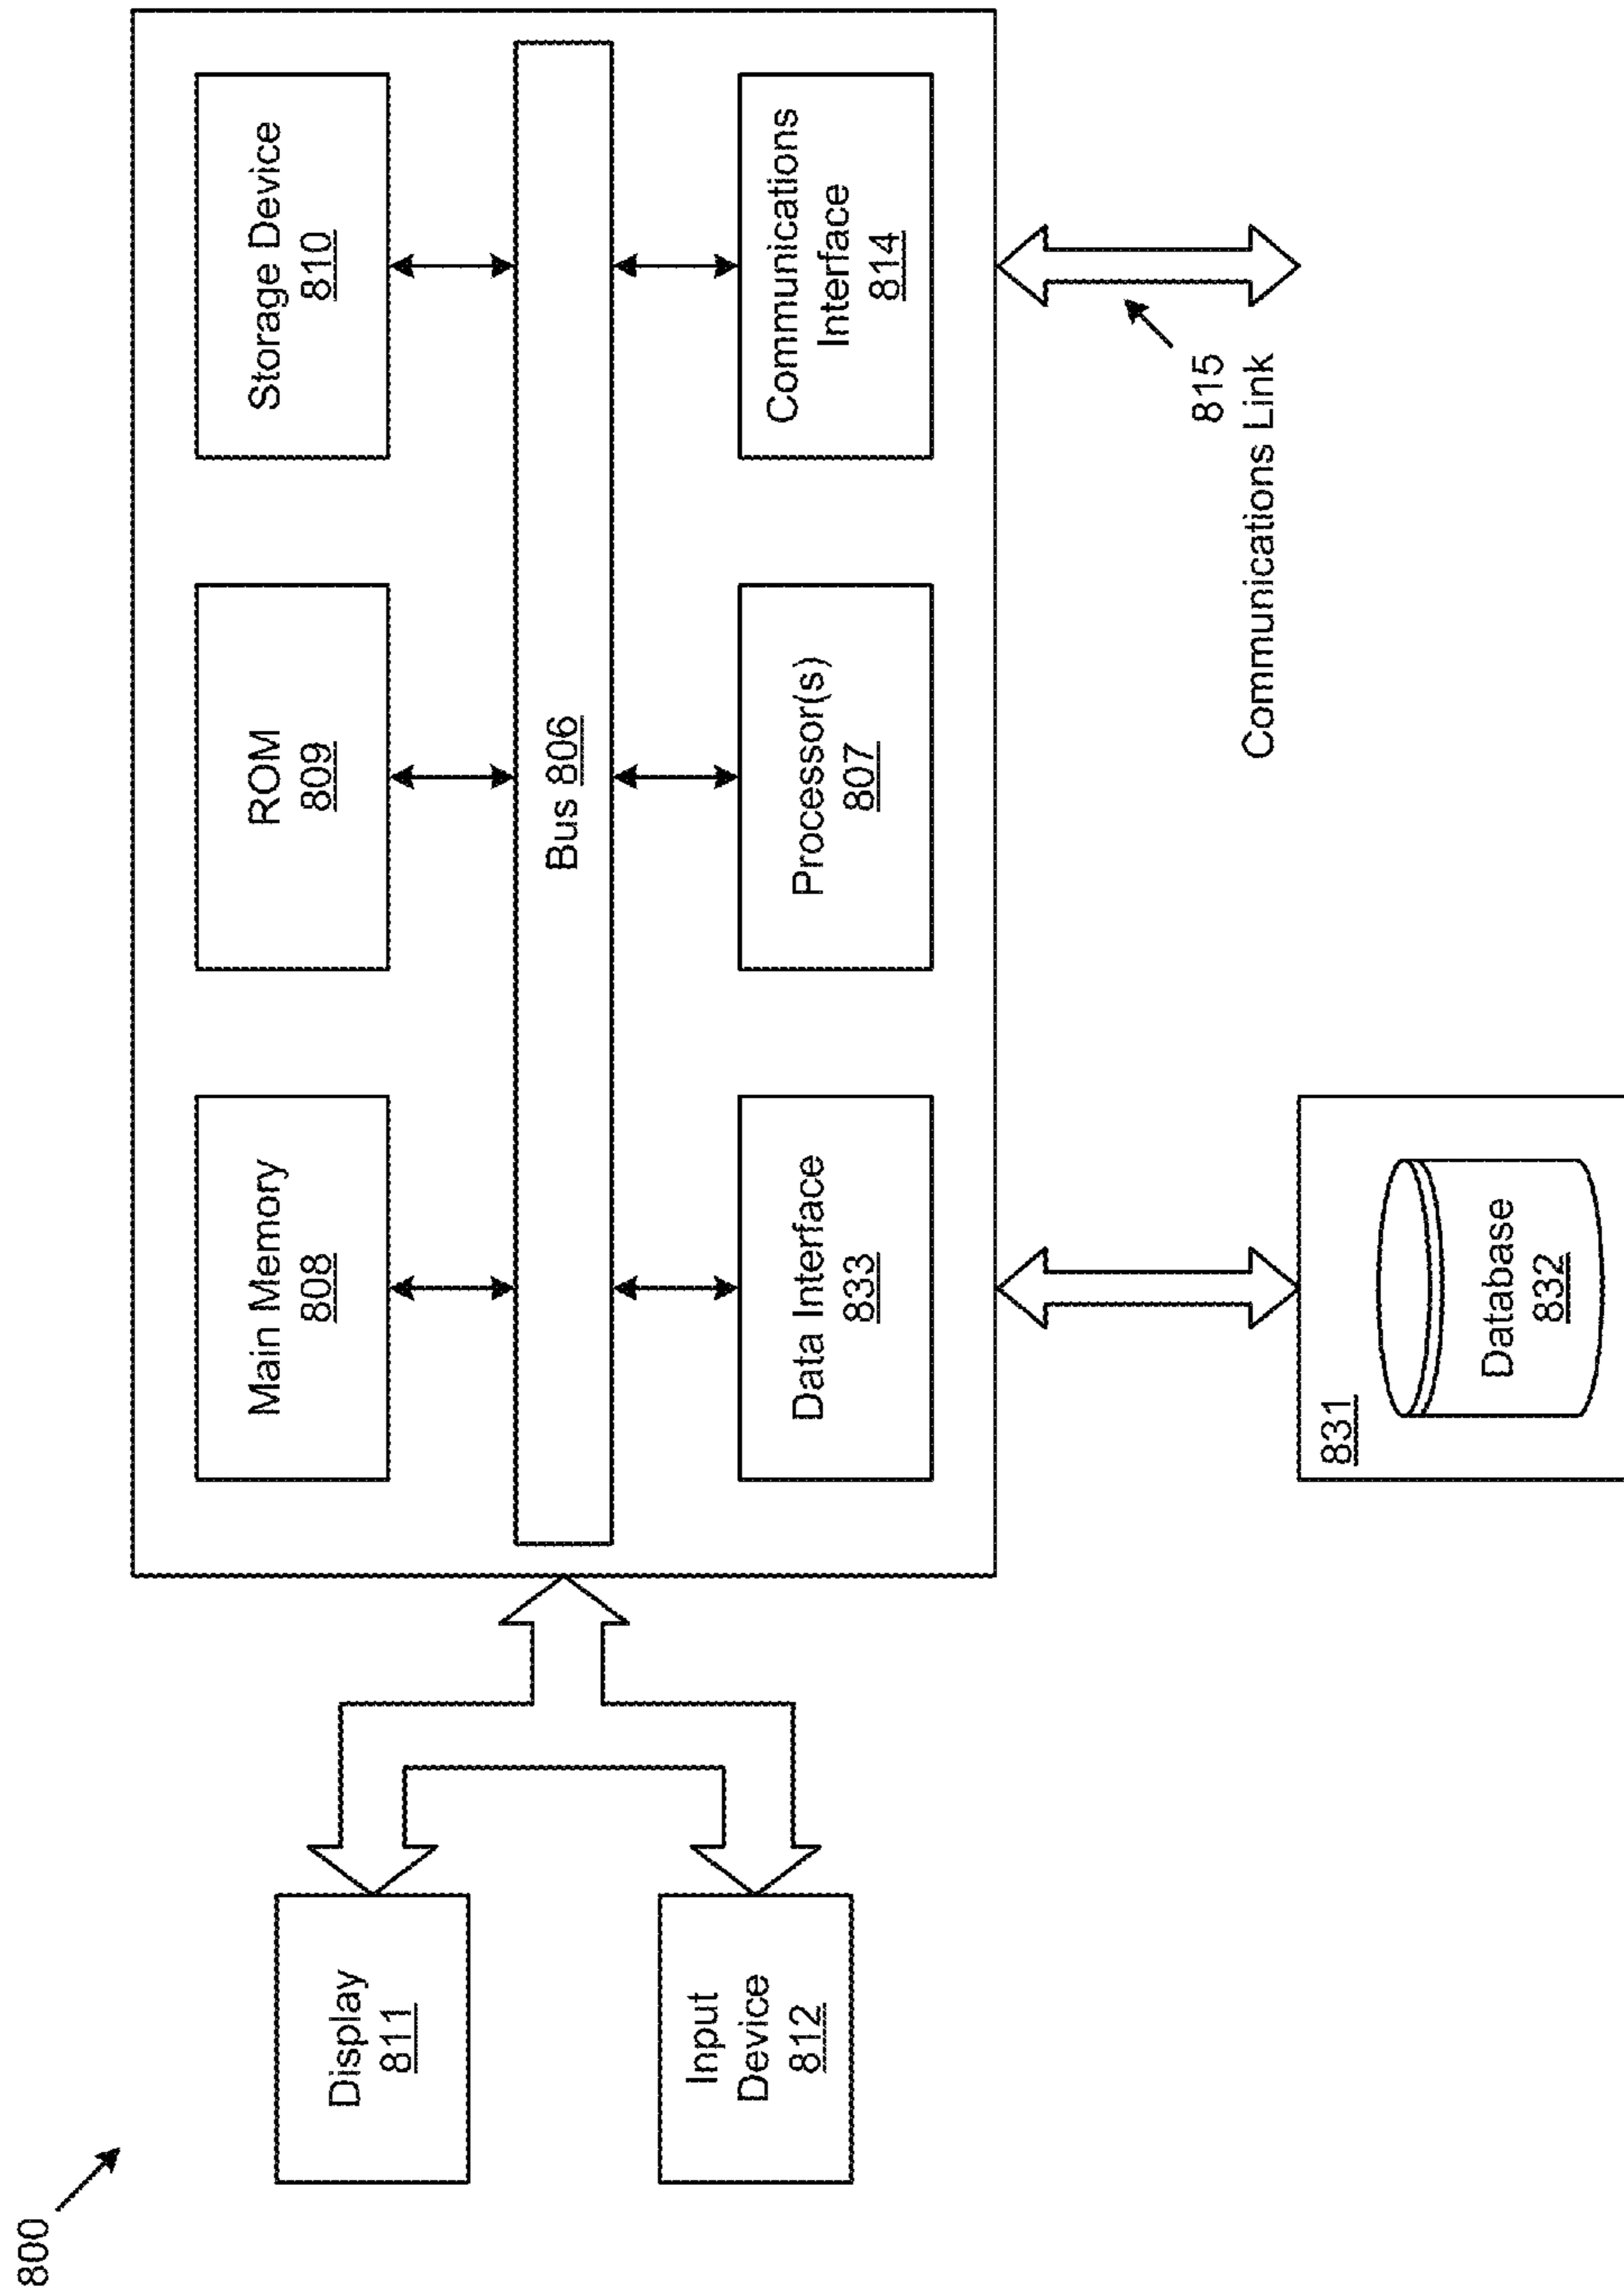 800
Display
811
Input
Device
812
Main Memory
808
ROM
809
Storage Device
810
Bus 806
Data Interface
833
Processor(s)
807
Communications
Interface
814
831
Database
832
815
Communications Link